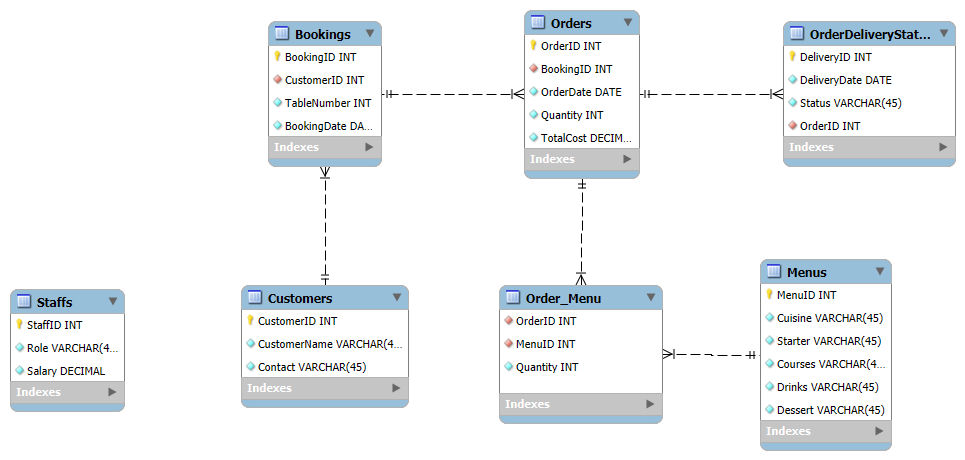 Bookings
BookingID INT
CustomerID INT
TableNumber INT
BookingDate DA...
Indexes
Orders
OrderID INT
BookingID INT
OrderDate DATE
Quantity INT
TotalCost DECIM...
Indexes
OrderDeliveryStat...
DeliveryID INT
DeliveryDate DATE
Status VARCHAR(45)
OrderID INT
Indexes
Staffs
StaffID INT
Role VARCHAR(4...
Salary DECIMAL
Indexes
Customers
CustomerID INT
CustomerName VARCHAR(4...
Contact VARCHAR(45)
Indexes
Order_Menu
OrderID INT
MenuID INT
Quantity INT
Indexes
Menus
MenuID INT
Cuisine VARCHAR(45)
Starter VARCHAR(45)
Courses VARCHAR(4...
Drinks VARCHAR(45)
Dessert VARCHAR(45)
Indexes